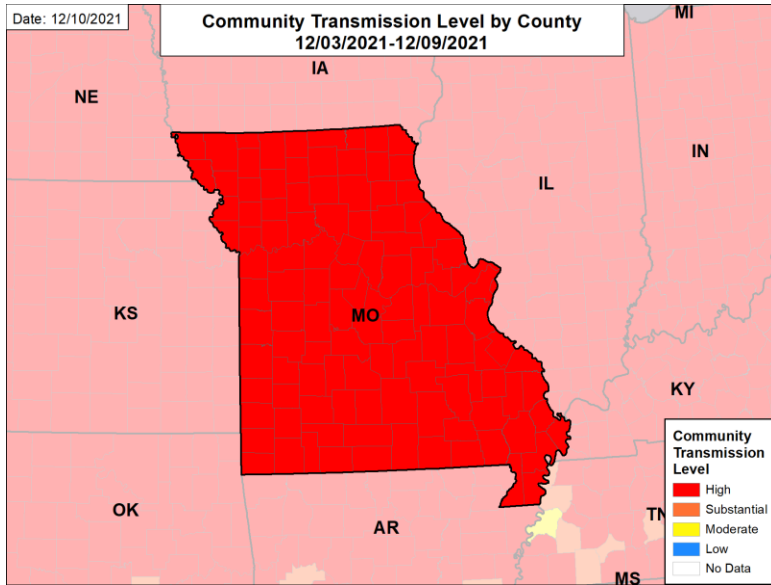 Date: 12/10/2021
Community Transmission Level by County
12/03/2021-12/09/2021
MI
IA
NE
IN
IL
KS
MO
KY
OK
AR
TN
MS
Community
Transmission
Level
High
Substantial
Moderate
Low
No Data